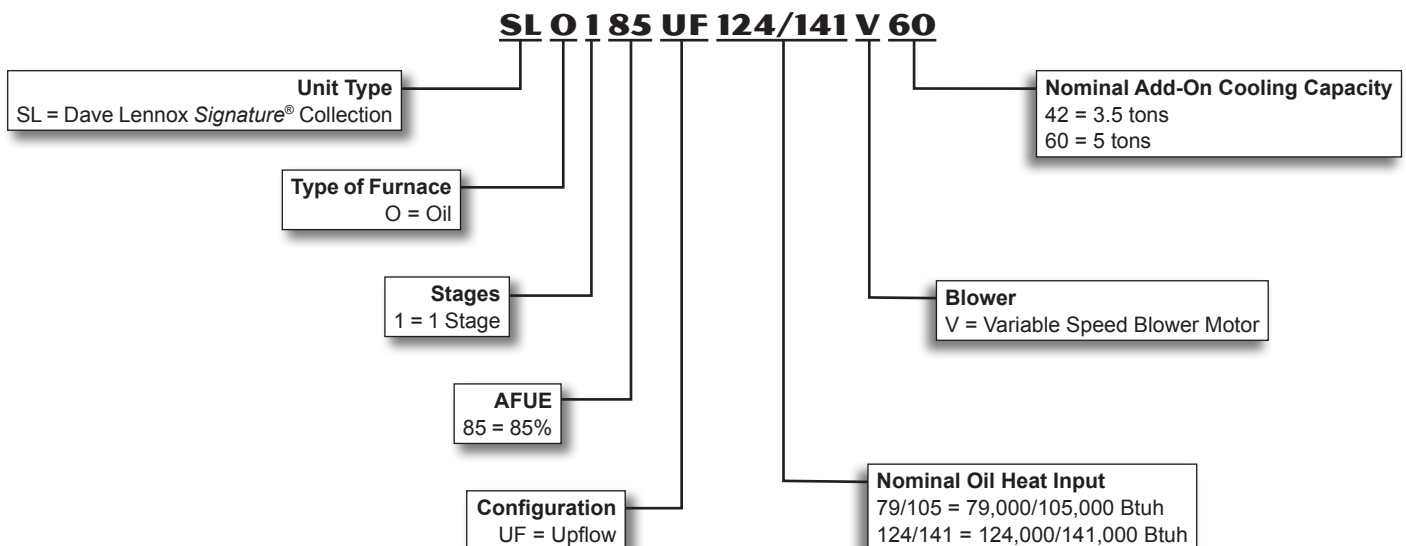 SL O 1 85 UF 124/141 V 60
Unit Type
SL = Dave Lennox Signature® Collection
Nominal Add-On Cooling Capacity
42 = 3.5 tons
60 = 5 tons
Type of Furnace
O = Oil
Stages
1 = 1 Stage
Blower
V = Variable Speed Blower Motor
AFUE
85 = 85%
Configuration
UF = Upflow
Nominal Oil Heat Input
79/105 = 79,000/105,000 Btuh
124/141 = 124,000/141,000 Btuh